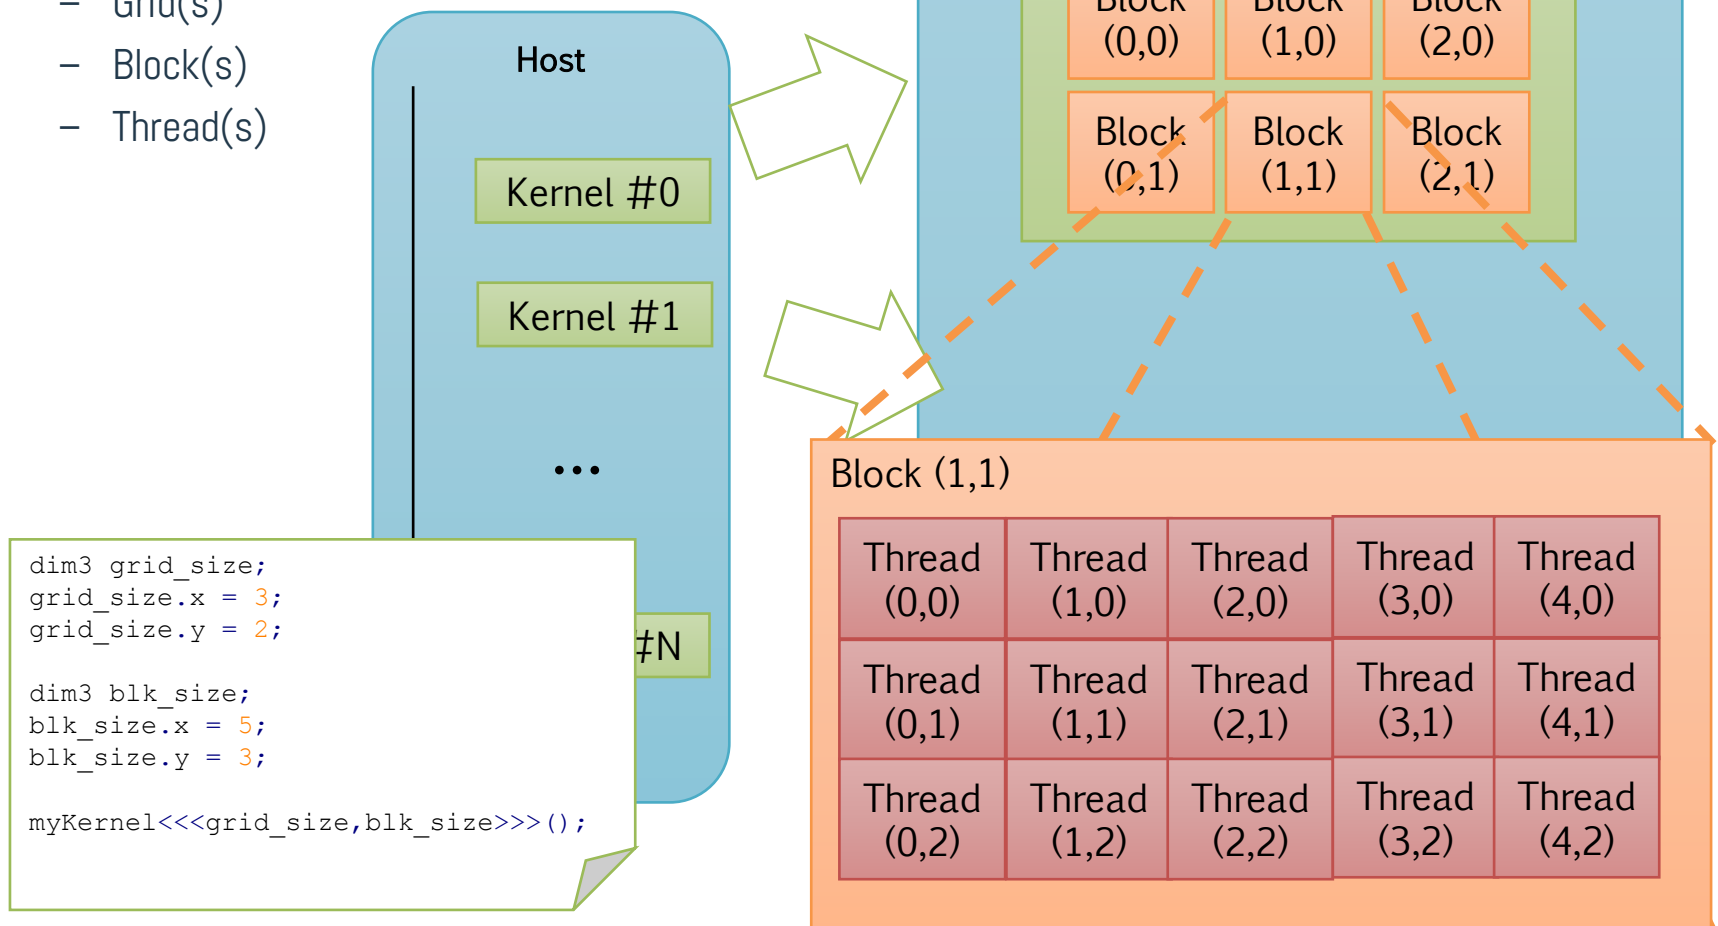 – Grid(s)
– Block(s)
– Thread(s)
Host
Kernel #0
Kernel #1
...
#N
dim3 grid_size;
grid_size.x = 3;
grid_size.y = 2;
dim3 blk_size;
blk_size.x = 5;
blk_size.y = 3;
myKernel<<<grid_size,blk_size>>>();
Block
(0,0)
Block
(1,0)
Block
(2,0)
Block
(0,1)
Block
(1,1)
Block
(2,1)
Block (1,1)
Thread
(0,0)
Thread
(1,0)
Thread
(2,0)
Thread
(3,0)
Thread
(4,0)
Thread
(0,1)
Thread
(1,1)
Thread
(2,1)
Thread
(3,1)
Thread
(4,1)
Thread
(0,2)
Thread
(1,2)
Thread
(2,2)
Thread
(3,2)
Thread
(4,2)